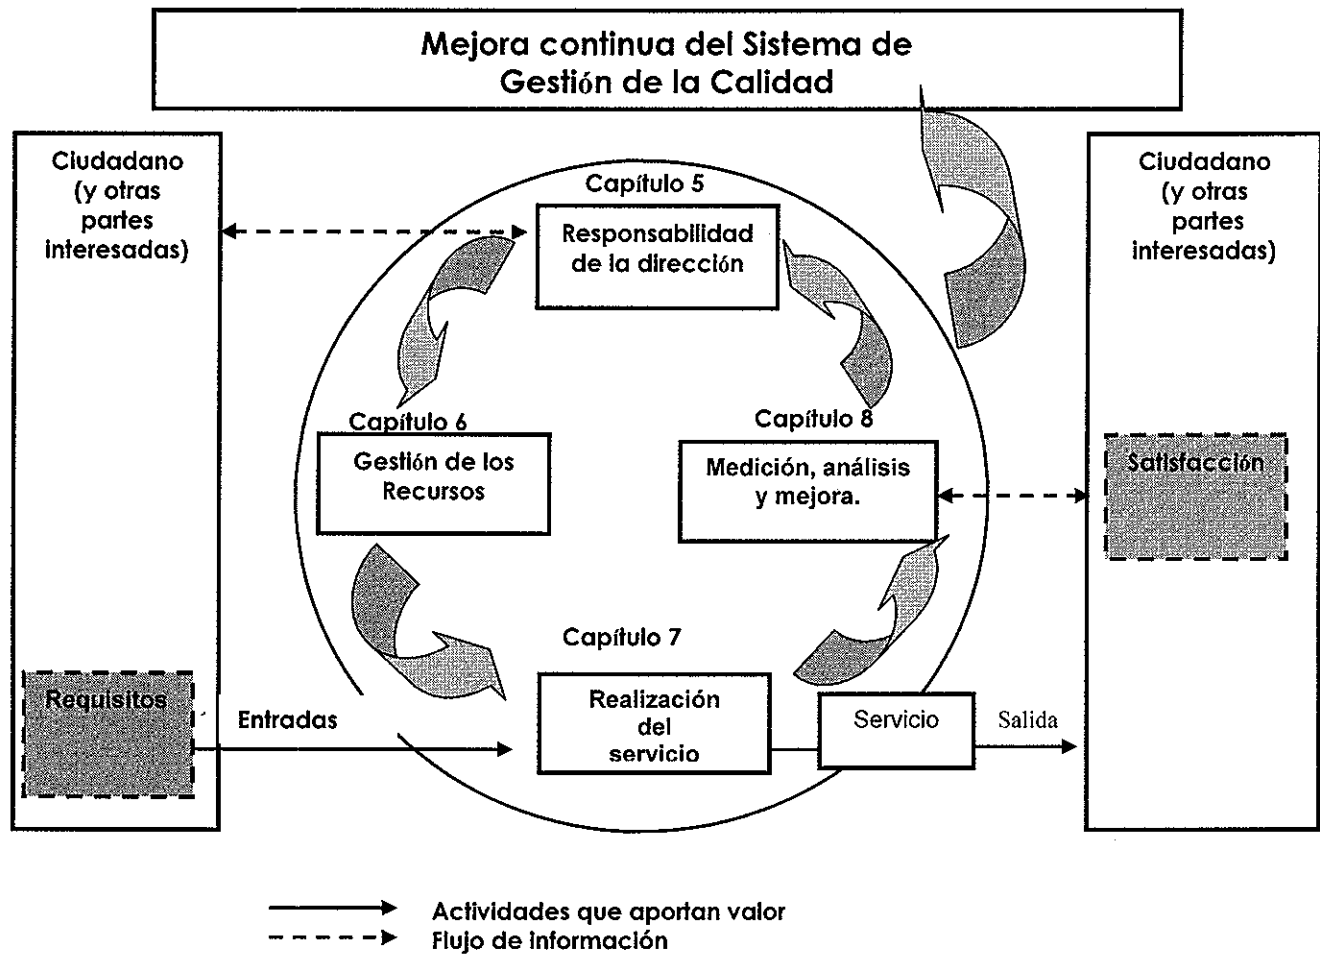 Mejora continua del Sistema de
Gestión de la Calidad
Ciudadano
(y otras
partes
interesadas)
Ciudadano
(y otras
partes
interesadas)
Capítulo 5
Responsabilidad
de la dirección
Capítulo 6
Gestión de los
Recursos
Capítulo 8
Medición, análisis
y mejora.
Satisfacción
Capítulo 7
Requisitos
Entradas
Realización
del
servicio
Servicio
Salida
Actividades que aportan valor
Flujo de información